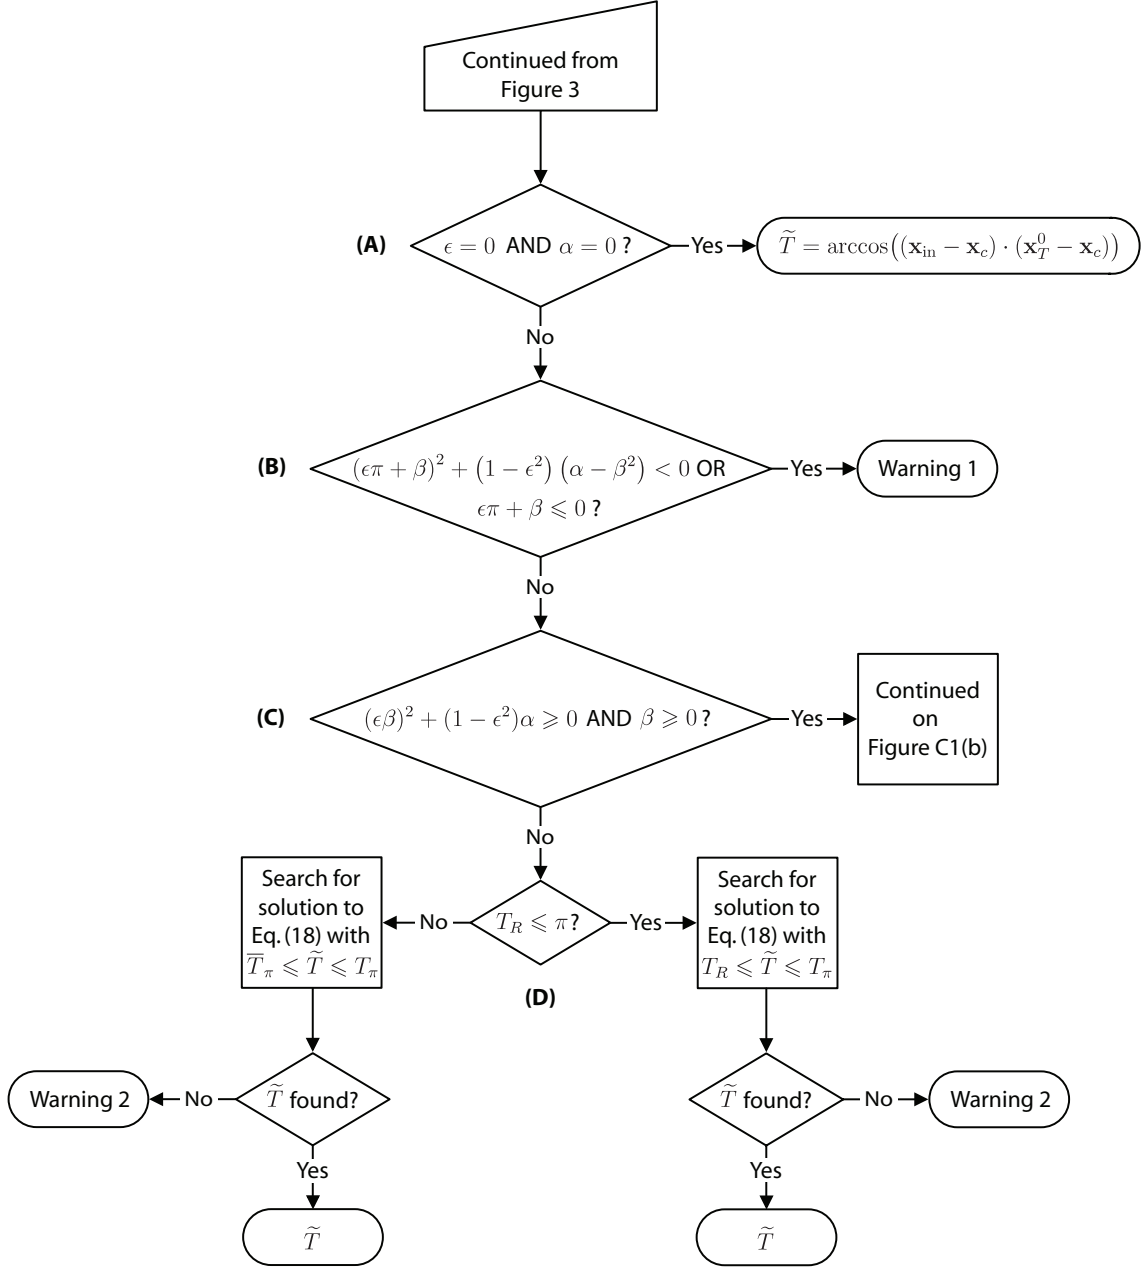 Continued from
Figure 3
(A)
ϵ = 0 AND α = 0 ?
Yes
T̃ = arccos((x_in − x_c) · (x_T^0 − x_c))
No
(B)
(ϵπ + β)² + (1 − ϵ²) (α − β²) < 0 OR
ϵπ + β ⩽ 0 ?
Yes
Warning 1
No
(C)
(ϵβ)² + (1 − ϵ²)α ⩾ 0 AND β ⩾ 0 ?
Yes
Continued
on
Figure C1(b)
No
Search for
solution to
Eq. (18) with
T̅_π ⩽ T̃ ⩽ T_π
No
T_R ⩽ π?
Yes
Search for
solution to
Eq. (18) with
T_R ⩽ T̃ ⩽ T_π
(D)
Warning 2
No
T̃ found?
T̃ found?
No
Warning 2
Yes
Yes
T̃
T̃